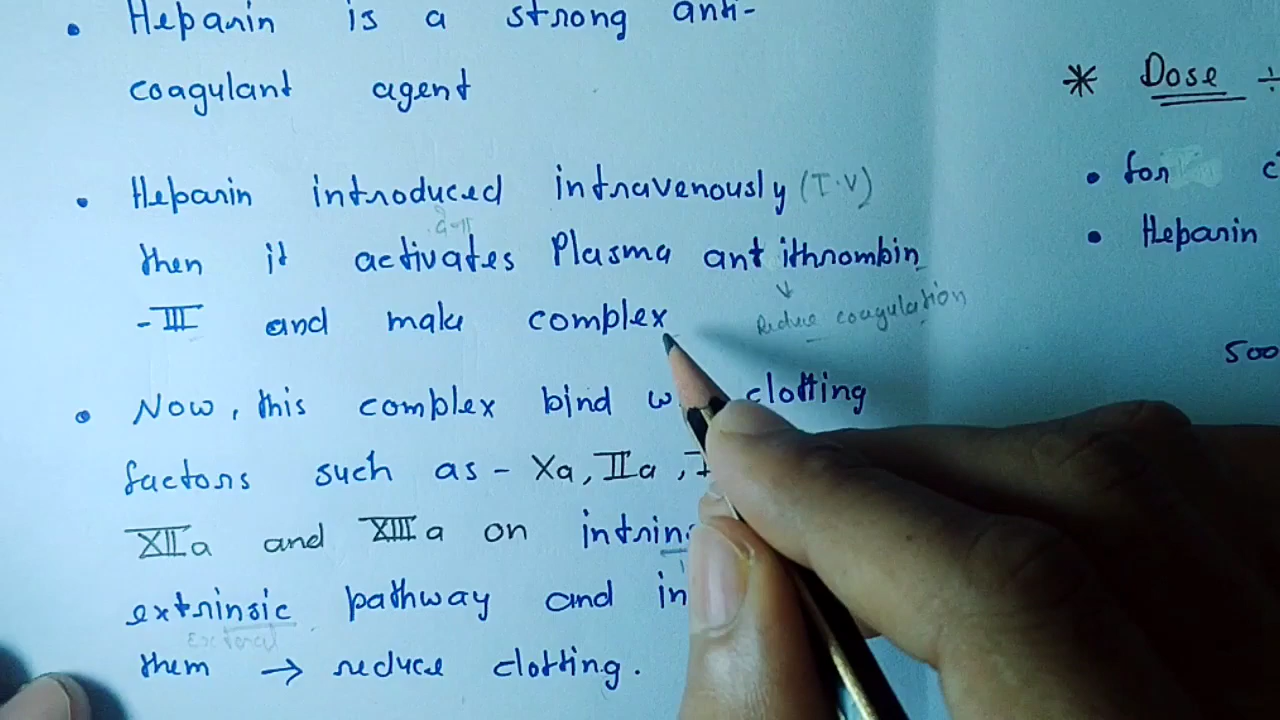 • Heparin is a strong anti-
coagulant agent
• Heparin introduced intravenously (I.V)
then it activates Plasma antithrombin
-III and make complex
Reduce coagulation
• Now, this complex bind clotting
factors such as - Xa, IIa,
XIIa and XIIIa on
extrinsic pathway and
External
them → reduce clotting.
* Dose ÷
• for
• Heparin
500